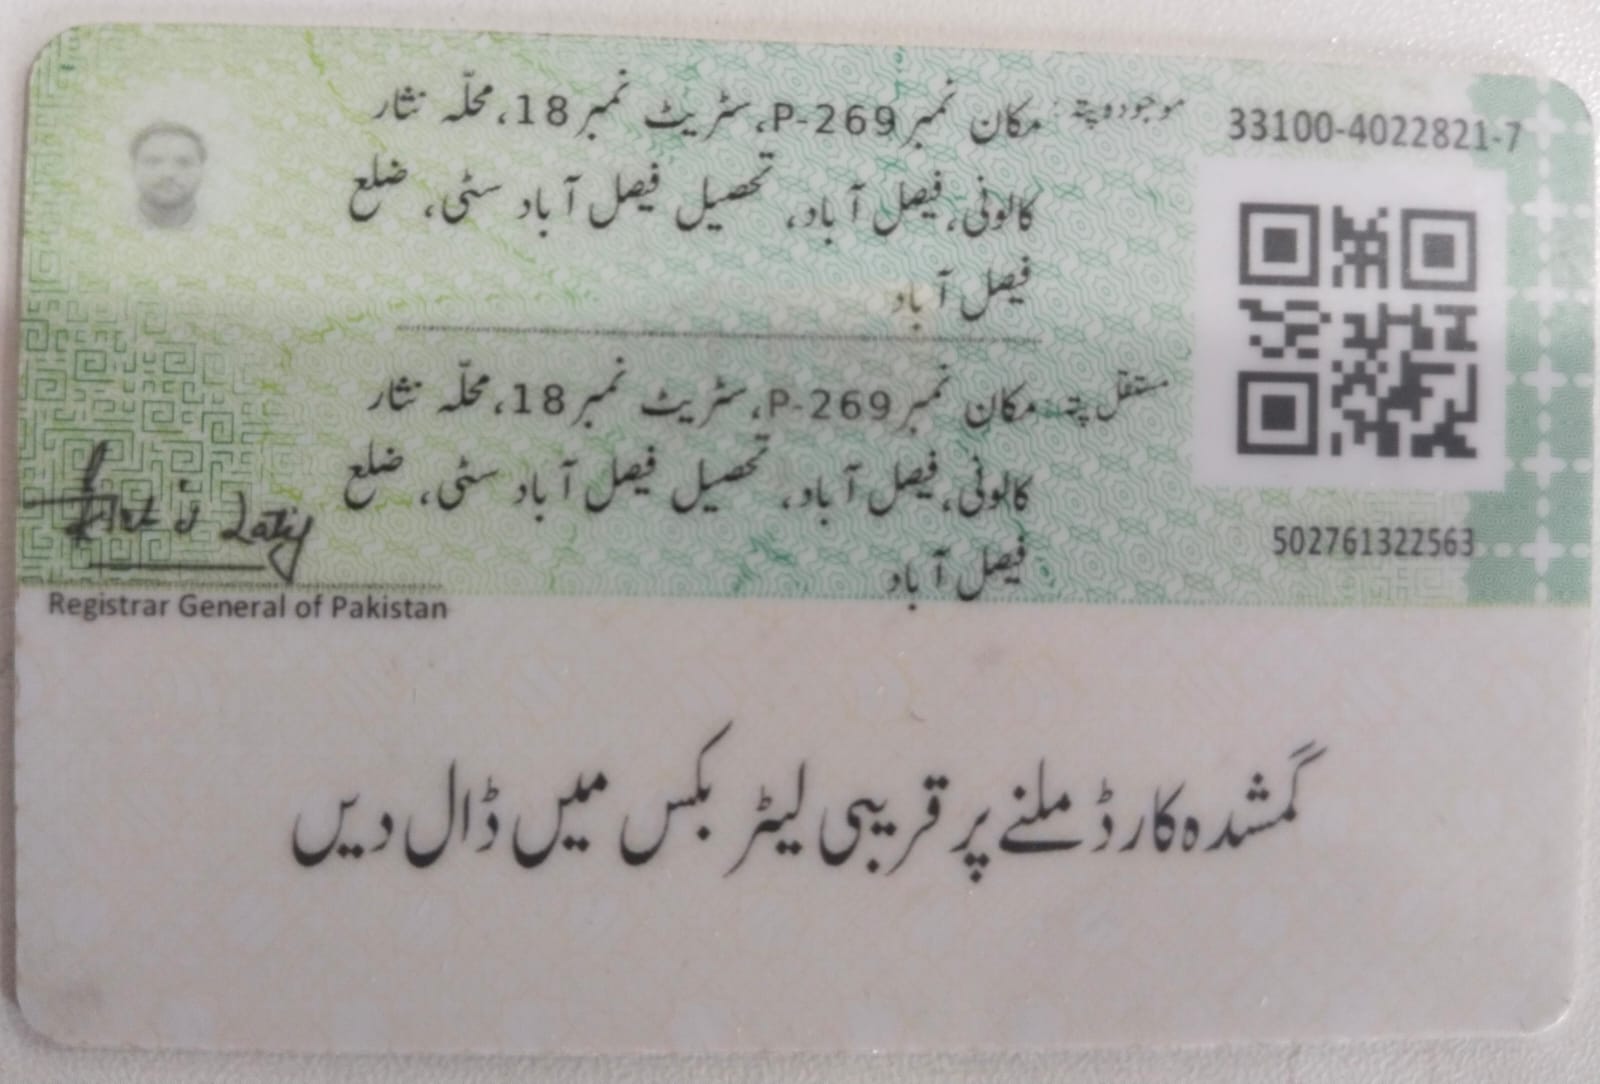 33100-4022821-7
موجودہ پتہ: مکان نمبر P-269، سٹریٹ نمبر 18، محلّہ نثار
کالونی، فیصل آباد، تحصیل فیصل آباد سٹی، ضلع
فیصل آباد
مستقل پتہ: مکان نمبر P-269، سٹریٹ نمبر 18، محلّہ نثار
کالونی، فیصل آباد، تحصیل فیصل آباد سٹی، ضلع
فیصل آباد
502761322563
Registrar General of Pakistan
گمشدہ کارڈ ملنے پر قریبی لیٹر بکس میں ڈال دیں